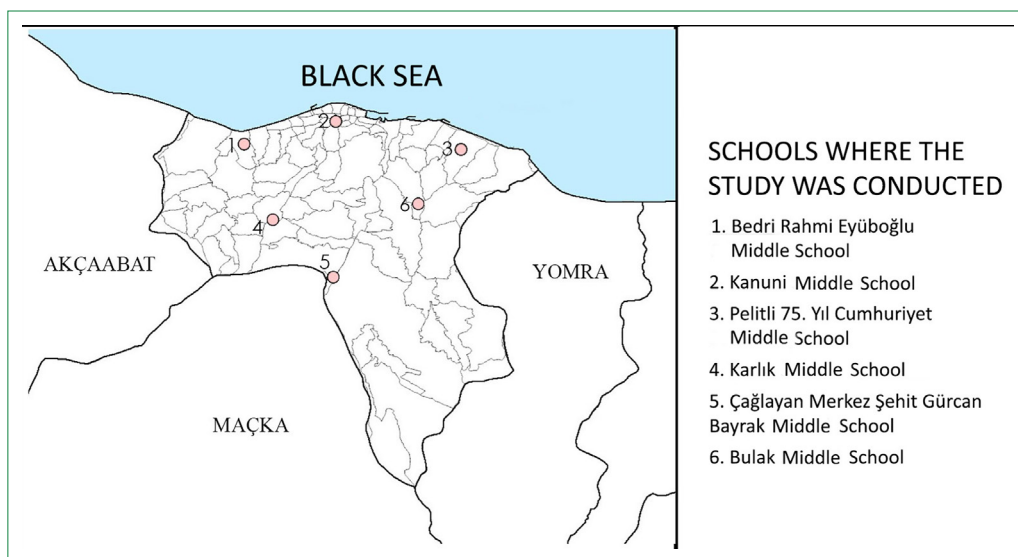 BLACK SEA
1
2
3
4
5
6
AKÇAABAT
YOMRA
MAÇKA
SCHOOLS WHERE THE
STUDY WAS CONDUCTED
1. Bedri Rahmi Eyüboğlu
Middle School
2. Kanuni Middle School
3. Pelitli 75. Yıl Cumhuriyet
Middle School
4. Karlık Middle School
5. Çağlayan Merkez Şehit Gürcan
Bayrak Middle School
6. Bulak Middle School